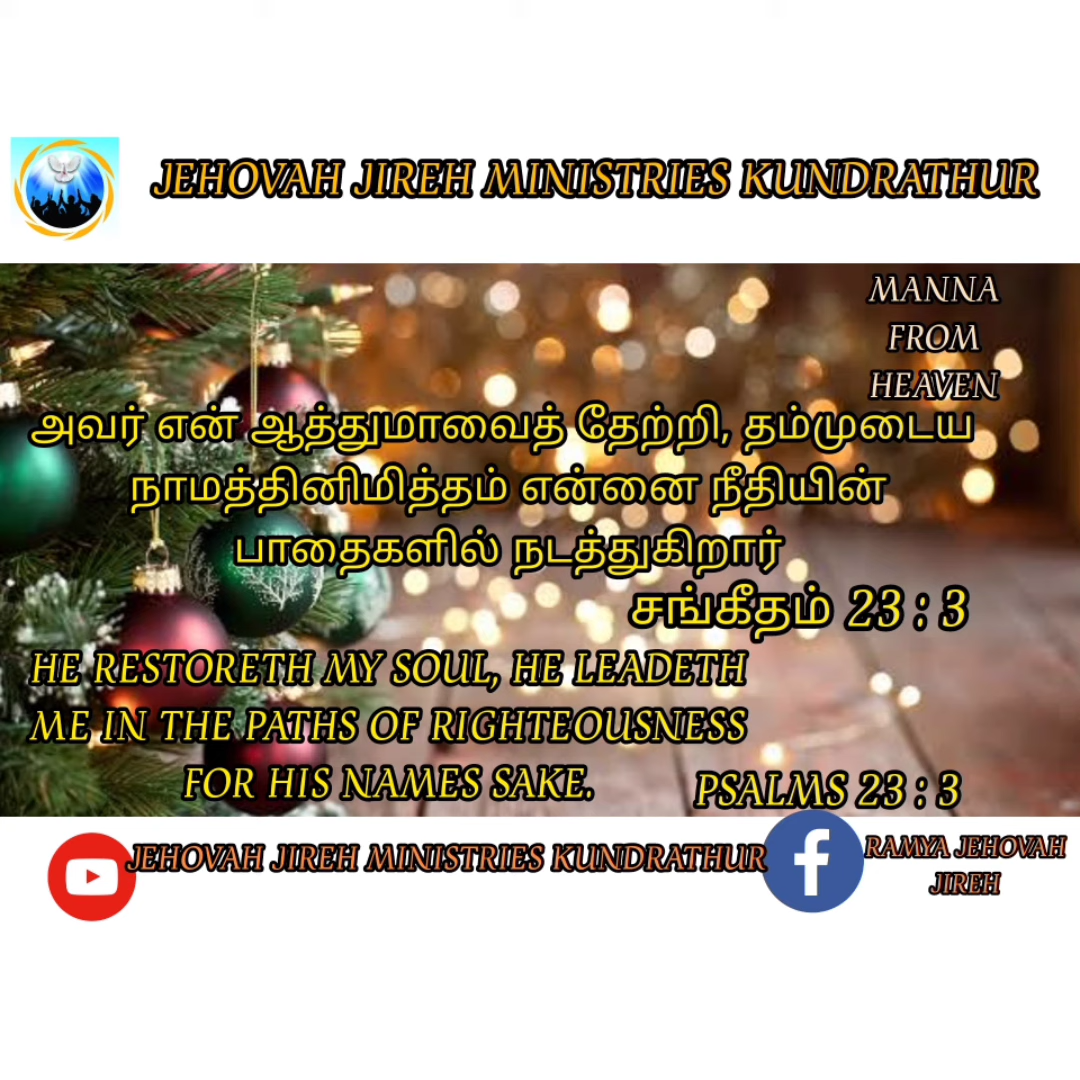 JEHOVAH JIREH MINISTRIES KUNDRATHUR
MANNA
FROM
HEAVEN
அவர் என் ஆத்துமாவைத் தேற்றி, தம்முடைய
நாமத்தினிமித்தம் என்னை நீதியின்
பாதைகளில் நடத்துகிறார்
சங்கீதம் 23 : 3
HE RESTORETH MY SOUL, HE LEADETH
ME IN THE PATHS OF RIGHTEOUSNESS
FOR HIS NAMES SAKE.
PSALMS 23 : 3
JEHOVAH JIREH MINISTRIES KUNDRATHUR
RAMYA JEHOVAH
JIREH